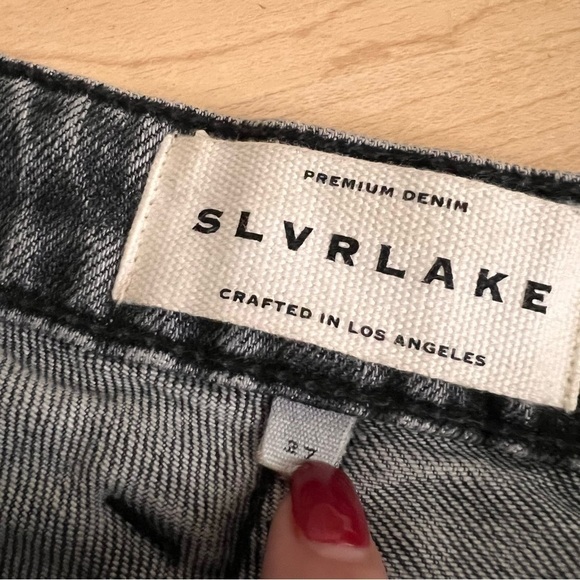 PREMIUM DENIM
SLVRLAKE
CRAFTED IN LOS ANGELES
27